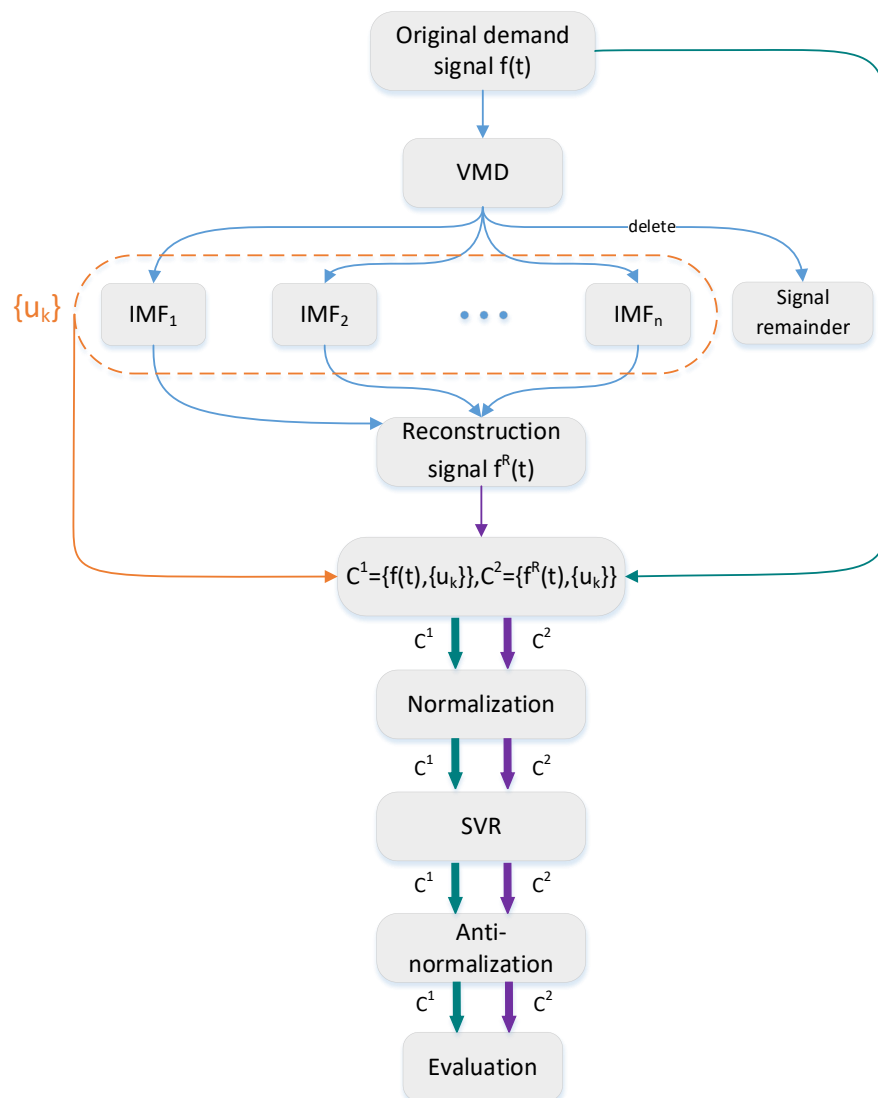 Original demand
signal f(t)
VMD
delete
{uₖ}
IMF₁
IMF₂
• • •
IMFₙ
Signal
remainder
Reconstruction
signal fᴿ(t)
C¹={f(t),{uₖ}},C²={fᴿ(t),{uₖ}}
C¹
C²
Normalization
C¹
C²
SVR
C¹
C²
Anti-
normalization
C¹
C²
Evaluation